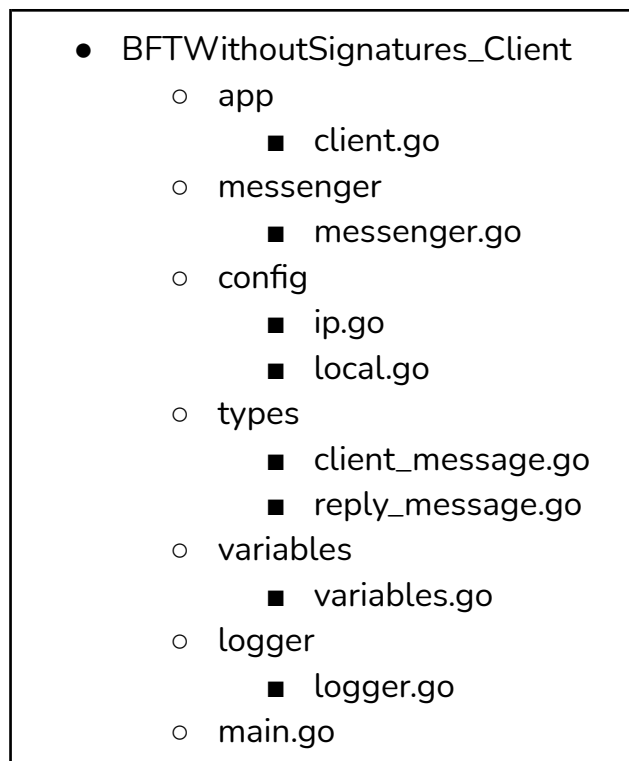 ● BFTWithoutSignatures_Client
○ app
■ client.go
○ messenger
■ messenger.go
○ config
■ ip.go
■ local.go
○ types
■ client_message.go
■ reply_message.go
○ variables
■ variables.go
○ logger
■ logger.go
○ main.go